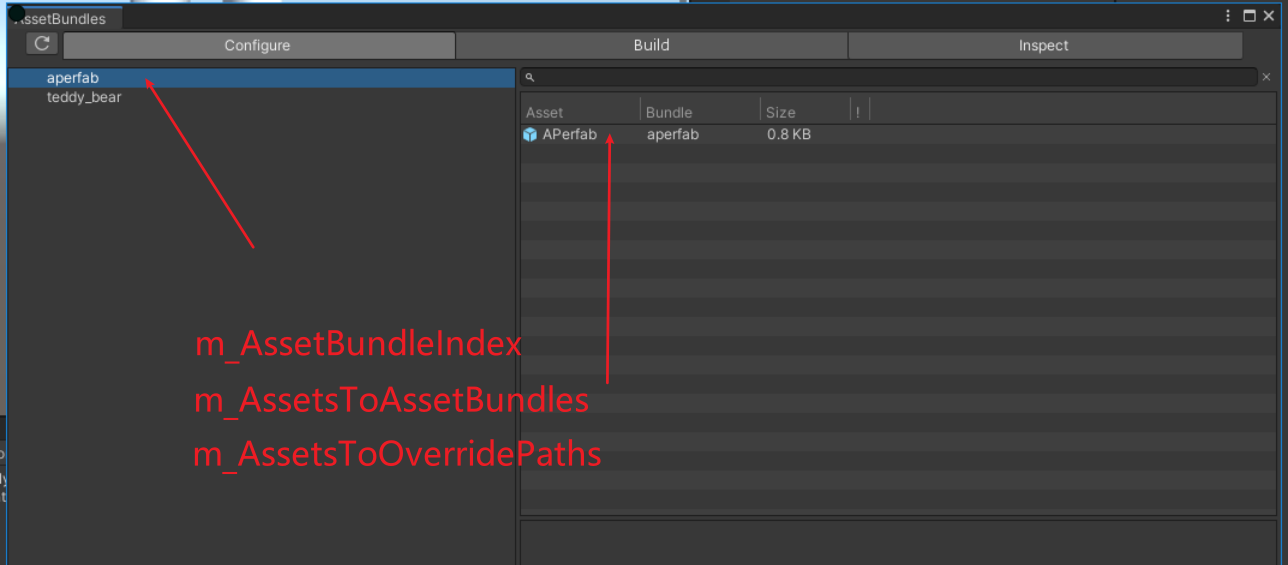 AssetBundles
Configure
Build
Inspect
aperfab
teddy_bear
Asset
Bundle
Size
!
APerfab
aperfab
0.8 KB
m_AssetBundleIndex
m_AssetsToAssetBundles
m_AssetsToOverridePaths